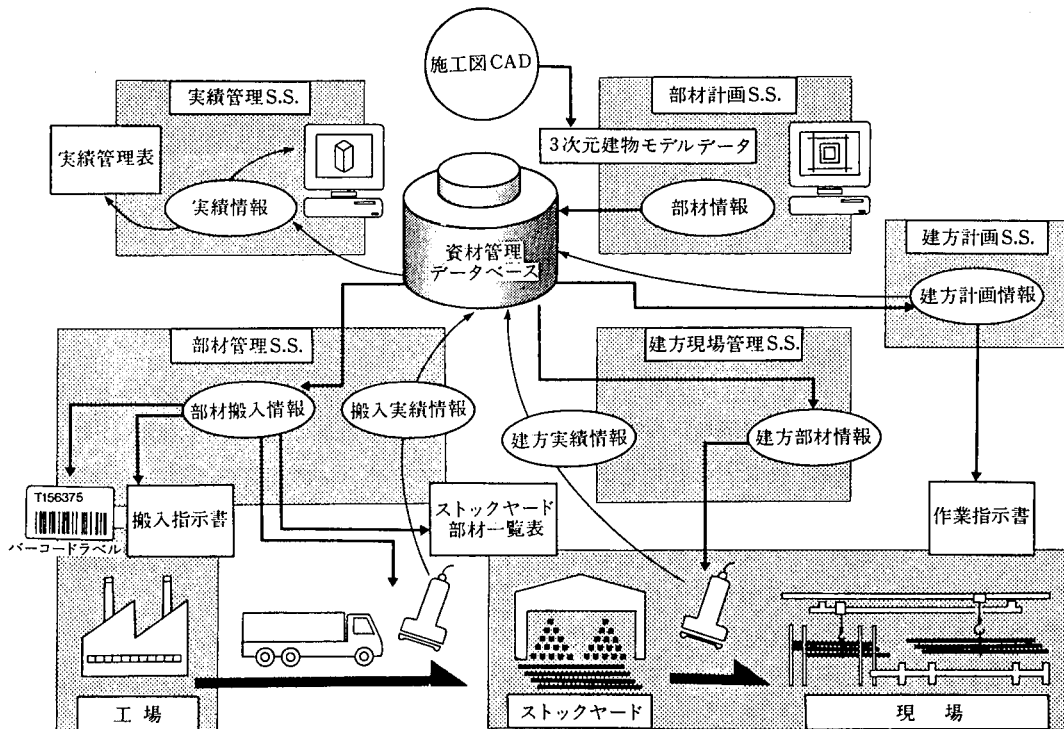 施工図CAD
実績管理S.S.
部材計画S.S.
実績管理表
3次元建物モデルデータ
実績情報
部材情報
建方計画S.S.
資材管理
データベース
建方計画情報
部材管理S.S.
建方現場管理S.S.
部材搬入情報
搬入実績情報
建方実績情報
建方部材情報
T156375
バーコードラベル
搬入指示書
ストックヤード
部材一覧表
作業指示書
工場
ストックヤード
現場